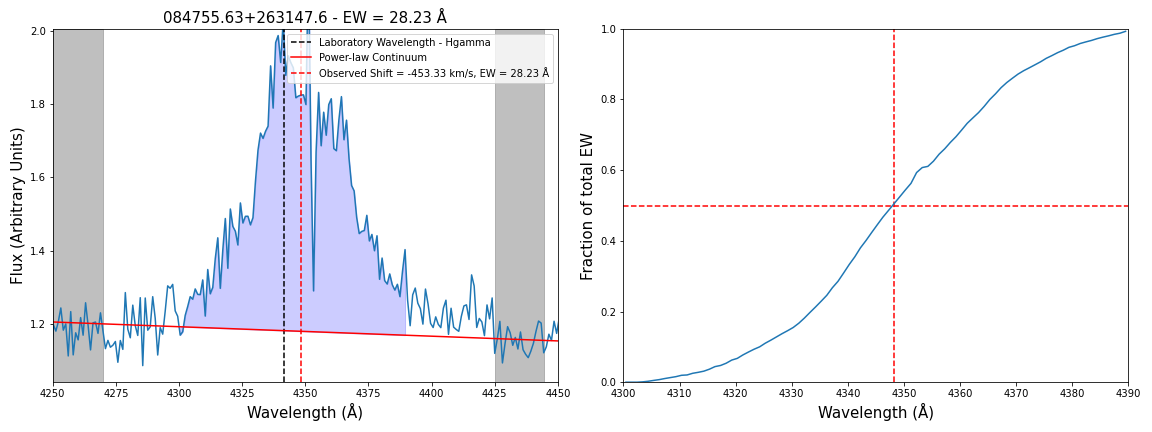 084755.63+263147.6 - EW = 28.23 Å
Laboratory Wavelength - Hgamma
Power-law Continuum
Observed Shift = -453.33 km/s, EW = 28.23 Å
Flux (Arbitrary Units)
2.0
1.8
1.6
1.4
1.2
4250 4275 4300 4325 4350 4375 4400 4425 4450
Wavelength (Å)
Fraction of total EW
1.0
0.8
0.6
0.4
0.2
0.0
4300 4310 4320 4330 4340 4350 4360 4370 4380 4390
Wavelength (Å)